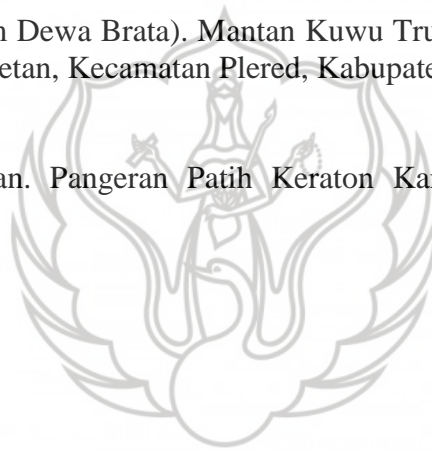 n Dewa Brata). Mantan Kuwu Tru
etan, Kecamatan Plered, Kabupate
an. Pangeran Patih Keraton Ka